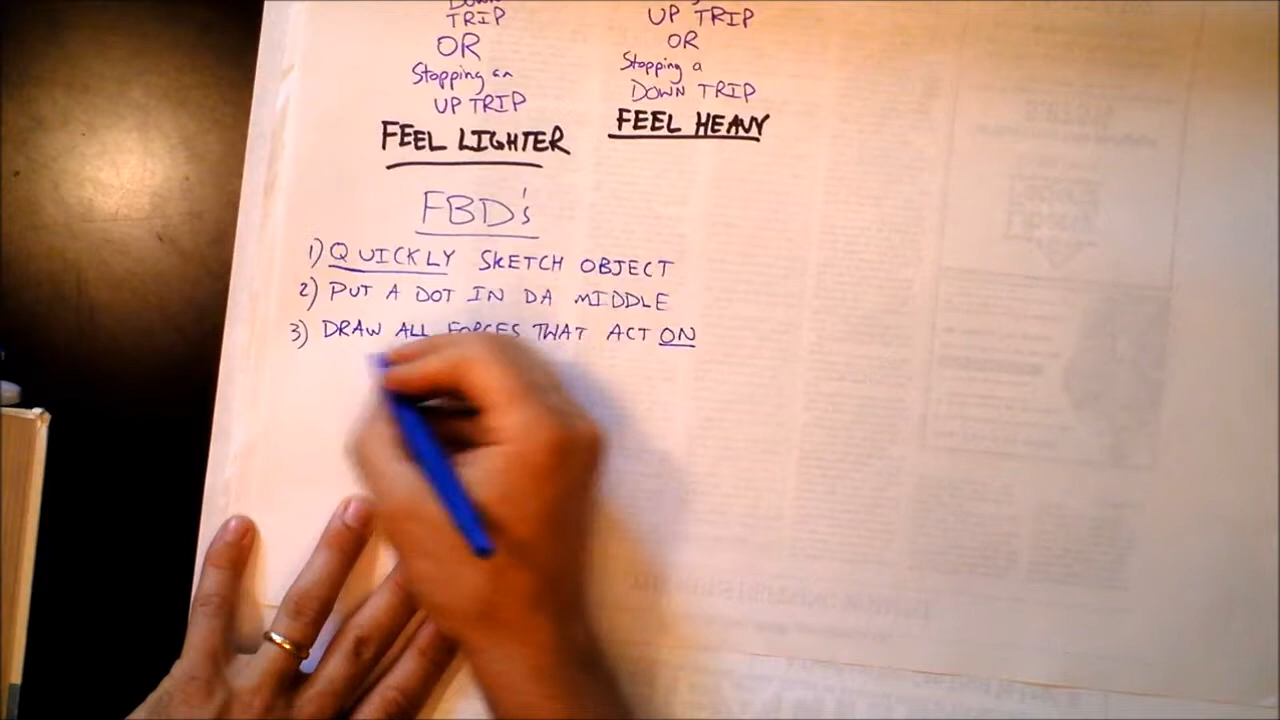 DOWN
TRIP
OR
Stopping an
UP TRIP
FEEL LIGHTER
UP TRIP
OR
Stopping a
DOWN TRIP
FEEL HEAVY
FBD's
1) QUICKLY SKETCH OBJECT
2) PUT A DOT IN DA MIDDLE
3) DRAW ALL FORCES THAT ACT ON